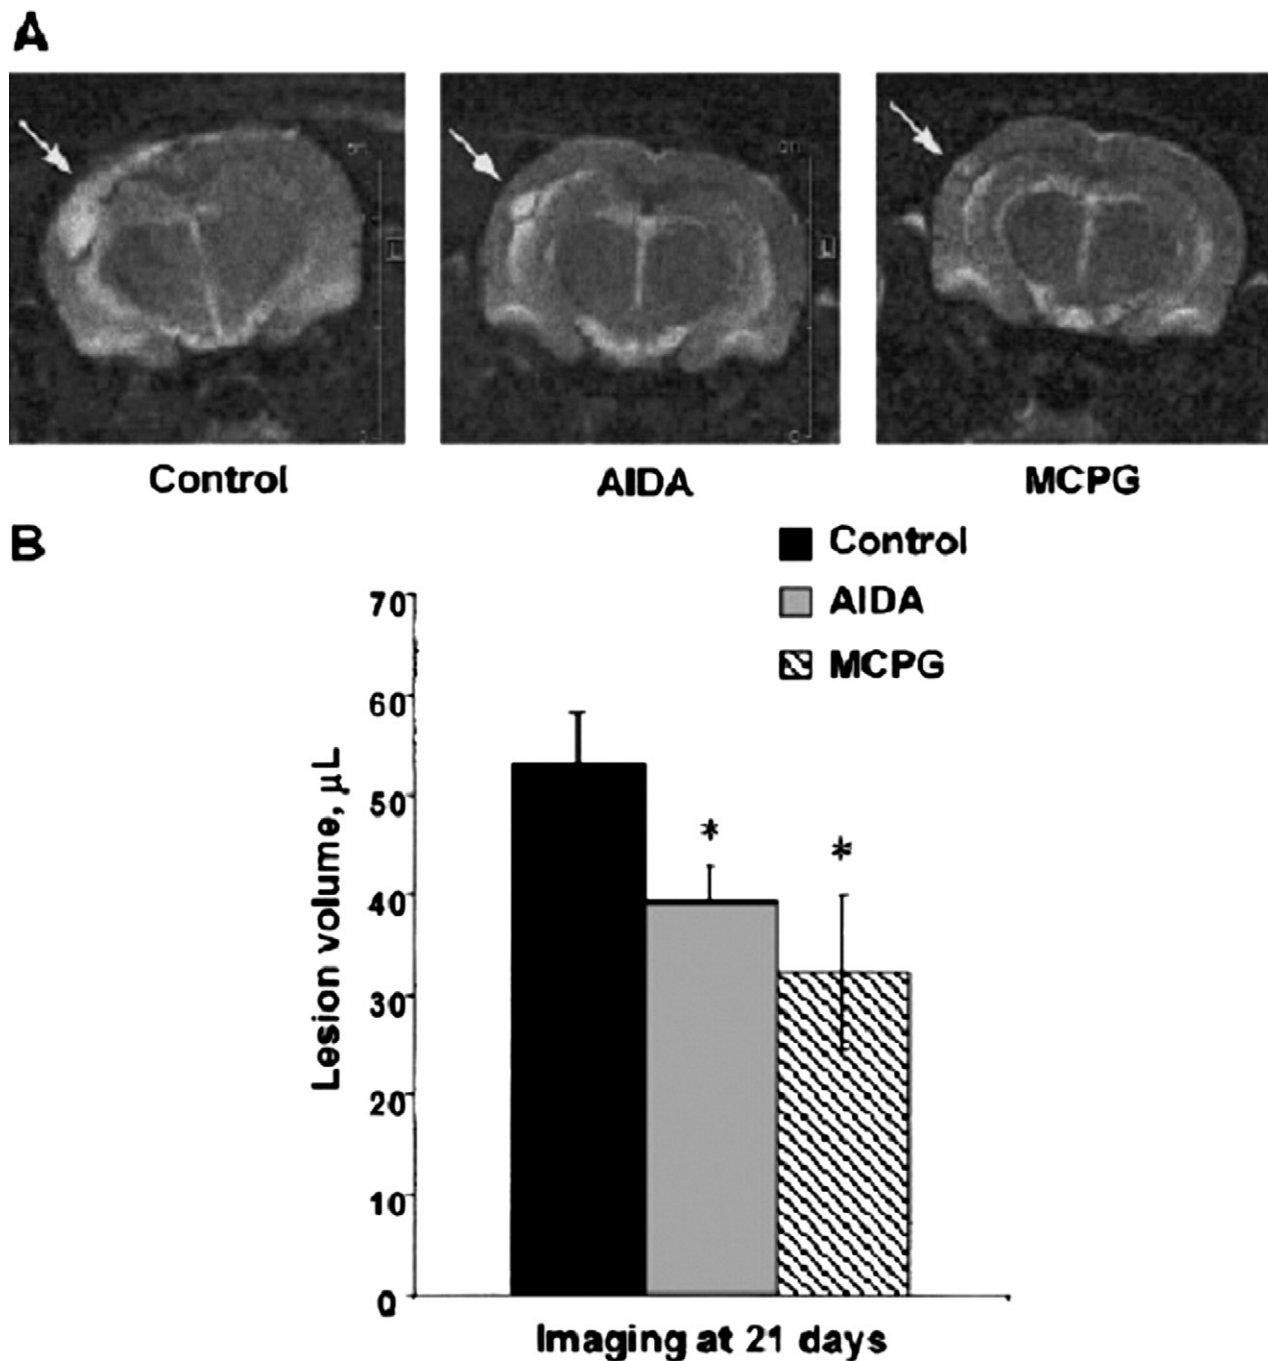 A
Control
AIDA
MCPG
B
Control
AIDA
MCPG
70
60
50
40
30
20
10
0
Lesion volume, µL
*
*
Imaging at 21 days